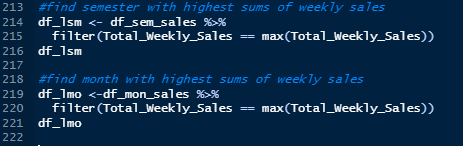 213 #find semester with highest sums of weekly sales
214 df_lsm <- df_sem_sales %>%
215 filter(Total_Weekly_Sales == max(Total_Weekly_Sales))
216 df_lsm
217
218 #find month with highest sums of weekly sales
219 df_lmo <-df_mon_sales %>%
220 filter(Total_Weekly_Sales == max(Total_Weekly_Sales))
221 df_lmo
222